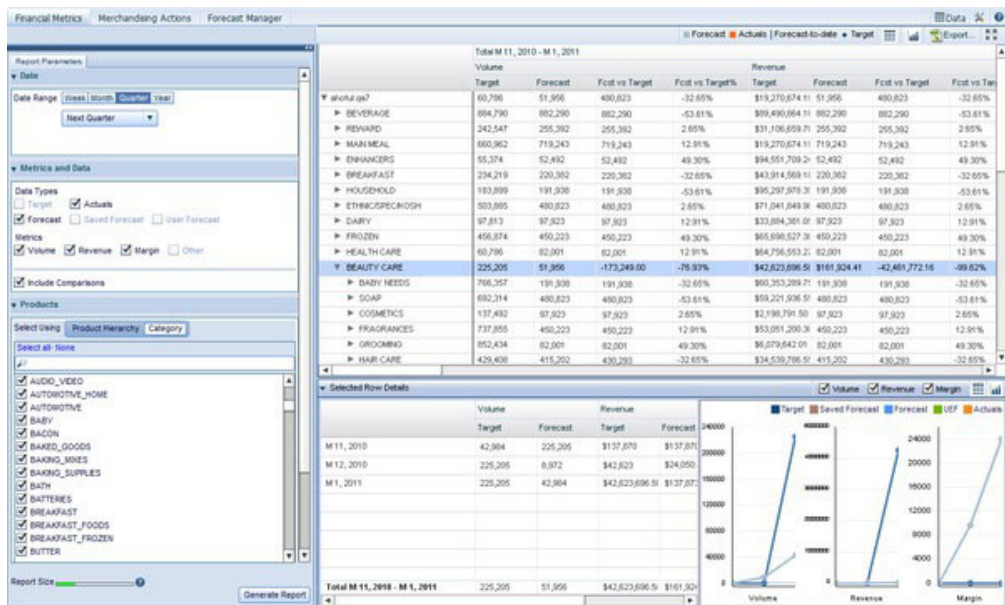 Financial Metrics Merchandising Actions Forecast Manager Data
Forecast Actuals | Forecast-to-date Target Export...
Report Parameters
Date
Date Range Week Month Quarter Year
Next Quarter
Metrics and Data
Data Types
Target Actuals
Forecast Saved Forecast User Forecast
Metrics
Volume Revenue Margin Other
Include Comparisons
Products
Select Using Product Hierarchy Category
Select all- None
AUDIO_VIDEO
AUTOMOTIVE_HOME
AUTOMOTIVE
BABY
BACON
BAKED_GOODS
BAKING_MIXES
BAKING_SUPPLIES
BATH
BATTERIES
BREAKFAST
BREAKFAST_FOODS
BREAKFAST_FROZEN
BUTTER
Report Size
Generate Report
Total M 11, 2010 - M 1, 2011
Volume Revenue
Target Forecast Fcst vs Target Fcst vs Target% Target Forecast Fcst vs Target Fcst vs Tar
60,786 51,956 480,823 -32.65% 51,956 480,823 -32.65%
BEVERAGE 884,790 882,290 882,290 -53.61% 882,290 882,290 -53.61%
REWARD 242,547 255,392 255,392 2.65% 255,392 255,392 2.65%
MAIN MEAL 660,962 719,243 719,243 12.91% 719,243 719,243 12.91%
ENHANCERS 55,374 52,492 52,492 49.30% 52,492 52,492 49.30%
BREAKFAST 234,219 220,382 220,382 -32.65% 220,382 220,382 -32.65%
HOUSEHOLD 191,938 191,938 -53.61% 191,938 191,938 -53.61%
480,823 480,823 2.65% 480,823 480,823 2.65%
DAIRY 97,813 97,923 97,923 12.91% 97,923 97,923 12.91%
FROZEN 456,874 450,223 450,223 49.30% 450,223 450,223 49.30%
HEALTH CARE 60,786 82,001 82,001 12.91% 82,001 82,001 12.91%
BEAUTY CARE 225,205 51,956 -173,249.00 -76.93% $42,623,696.58 $161,924.41 -42,461,772.16 -99.62%
BABY NEEDS 766,357 191,938 191,938 -32.65% 191,938 191,938 -32.65%
SOAP 692,314 480,823 480,823 -53.61% 480,823 480,823 -53.61%
COSMETICS 137,492 97,923 97,923 2.65% $2,198,791.50 97,923 97,923 2.65%
FRAGRANCES 737,855 450,223 450,223 12.91% 450,223 450,223 12.91%
GROOMING 852,434 82,001 82,001 49.30% $6,079,642.01 82,001 82,001 49.30%
HAIR CARE 429,408 415,202 430,293 -32.65% 415,202 430,293 -32.65%
Selected Row Details Volume Revenue Margin
Volume Revenue
Target Forecast Target Forecast
M 11, 2010 42,984 225,205 $137,870
M 12, 2010 225,205 8,972 $42,623 $24,050.
M 1, 2011 225,205 42,984
Total M 11, 2010 - M 1, 2011 225,205 51,956
Target Saved Forecast Forecast UEF Actuals
240000
200000
150000
100000
80000
40000
0
0
24000
20000
16000
12000
8000
4000
0
Volume Revenue Margin